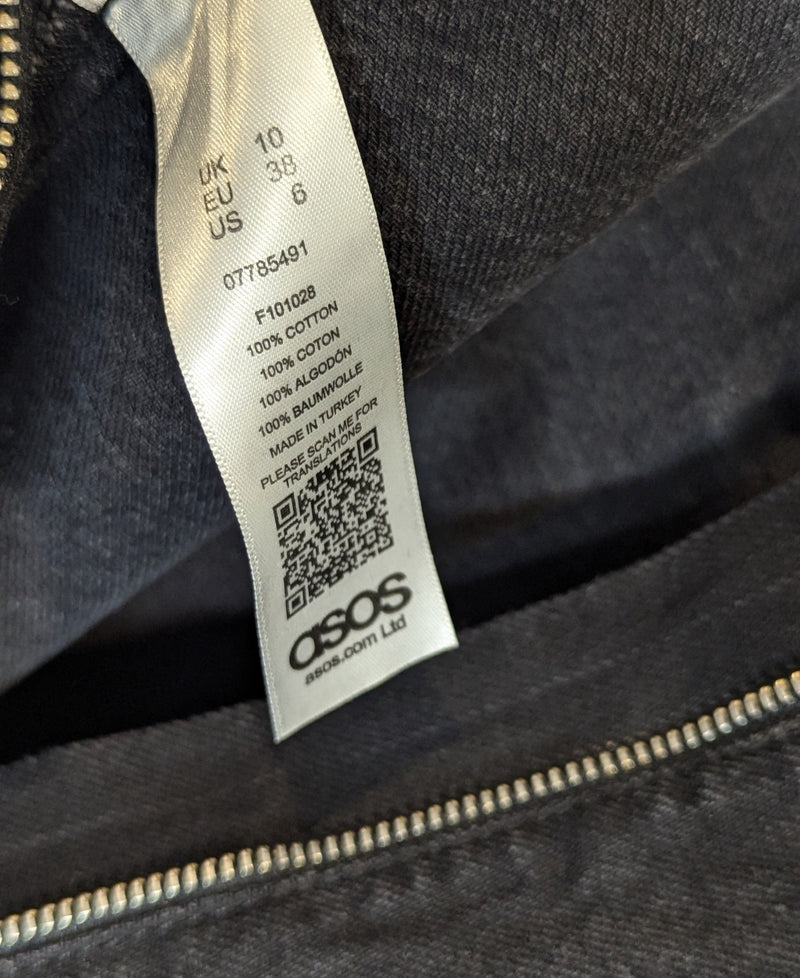 UK 10
EU 38
US 6
07785491
F101028
100% COTTON
100% COTON
100% ALGODÓN
100% BAUMWOLLE
MADE IN TURKEY
PLEASE SCAN ME FOR
TRANSLATIONS
asos
asos.com Ltd